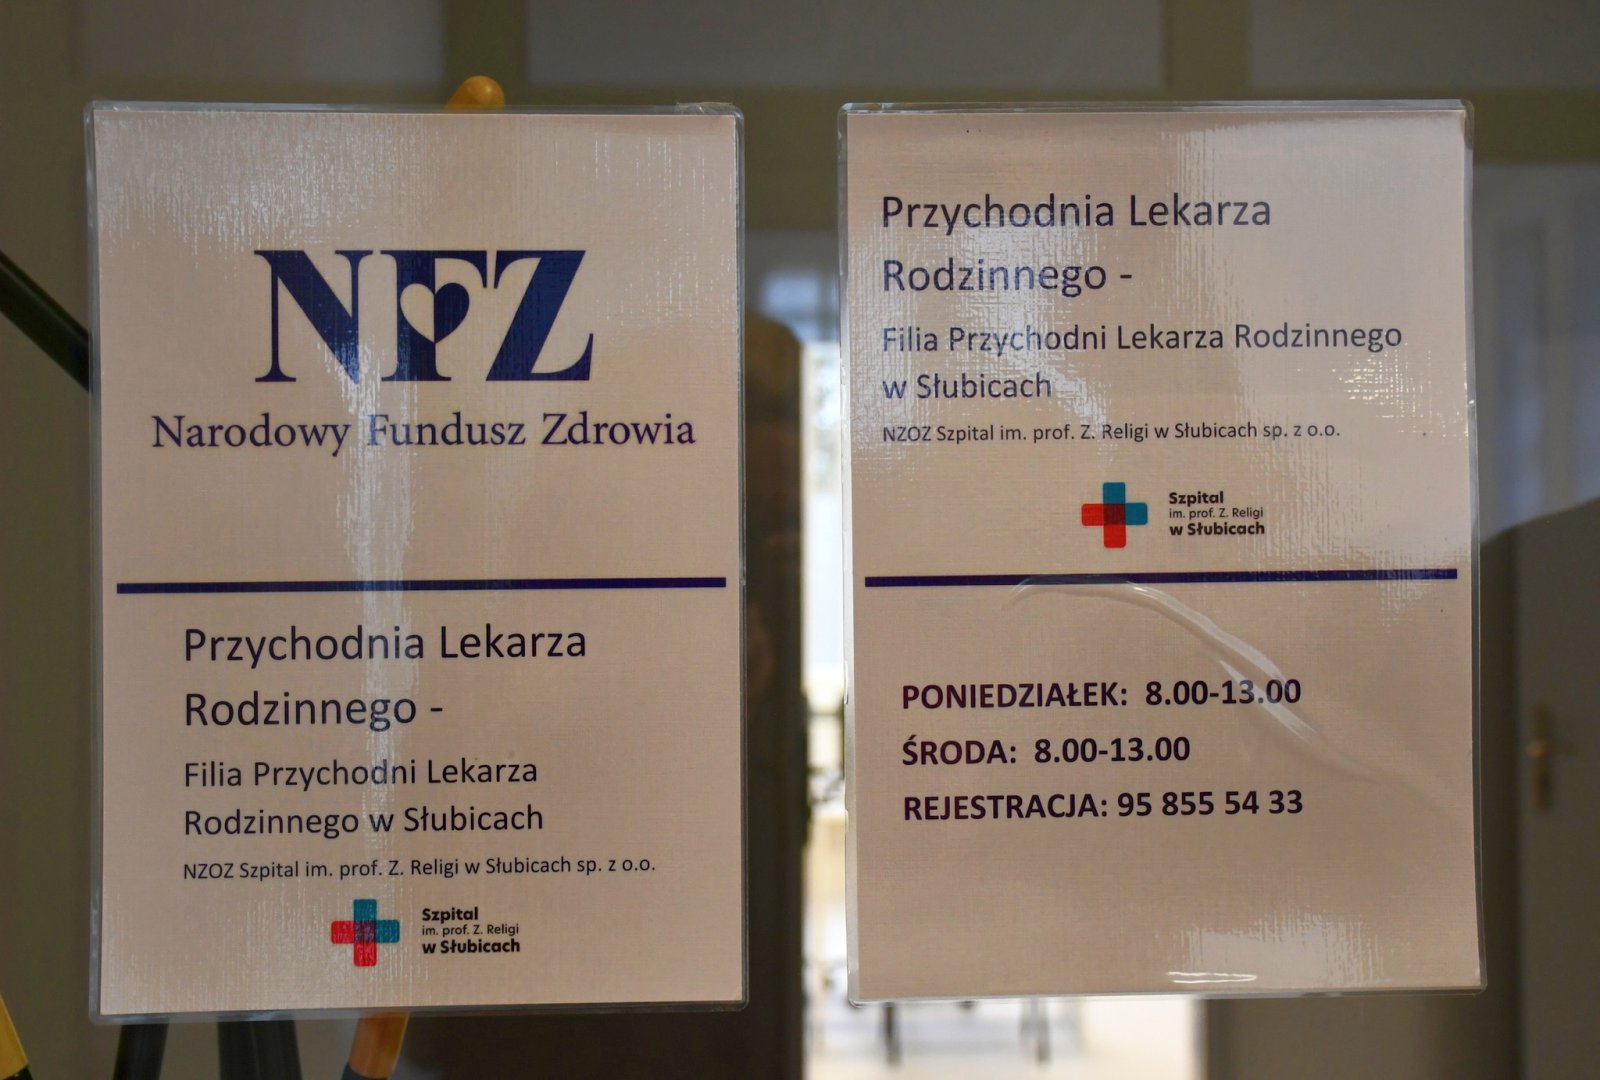 NFZ
Narodowy Fundusz Zdrowia
Przychodnia Lekarza
Rodzinnego -
Filia Przychodni Lekarza
Rodzinnego w Słubicach
NZOZ Szpital im. prof. Z. Religi w Słubicach sp. z o.o.
Szpital
im. prof. Z. Religi
w Słubicach
Przychodnia Lekarza
Rodzinnego -
Filia Przychodni Lekarza Rodzinnego
w Słubicach
NZOZ Szpital im. prof. Z. Religi w Słubicach sp. z o.o.
Szpital
im. prof. Z. Religi
w Słubicach
PONIEDZIAŁEK: 8.00-13.00
ŚRODA: 8.00-13.00
REJESTRACJA: 95 855 54 33